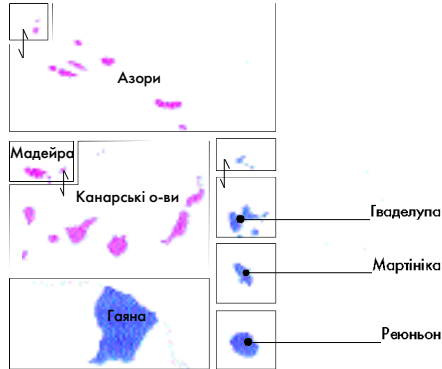 Азори
Мадейра
Канарські о-ви
Гваделупа
Мартініка
Гаяна
Реюньон